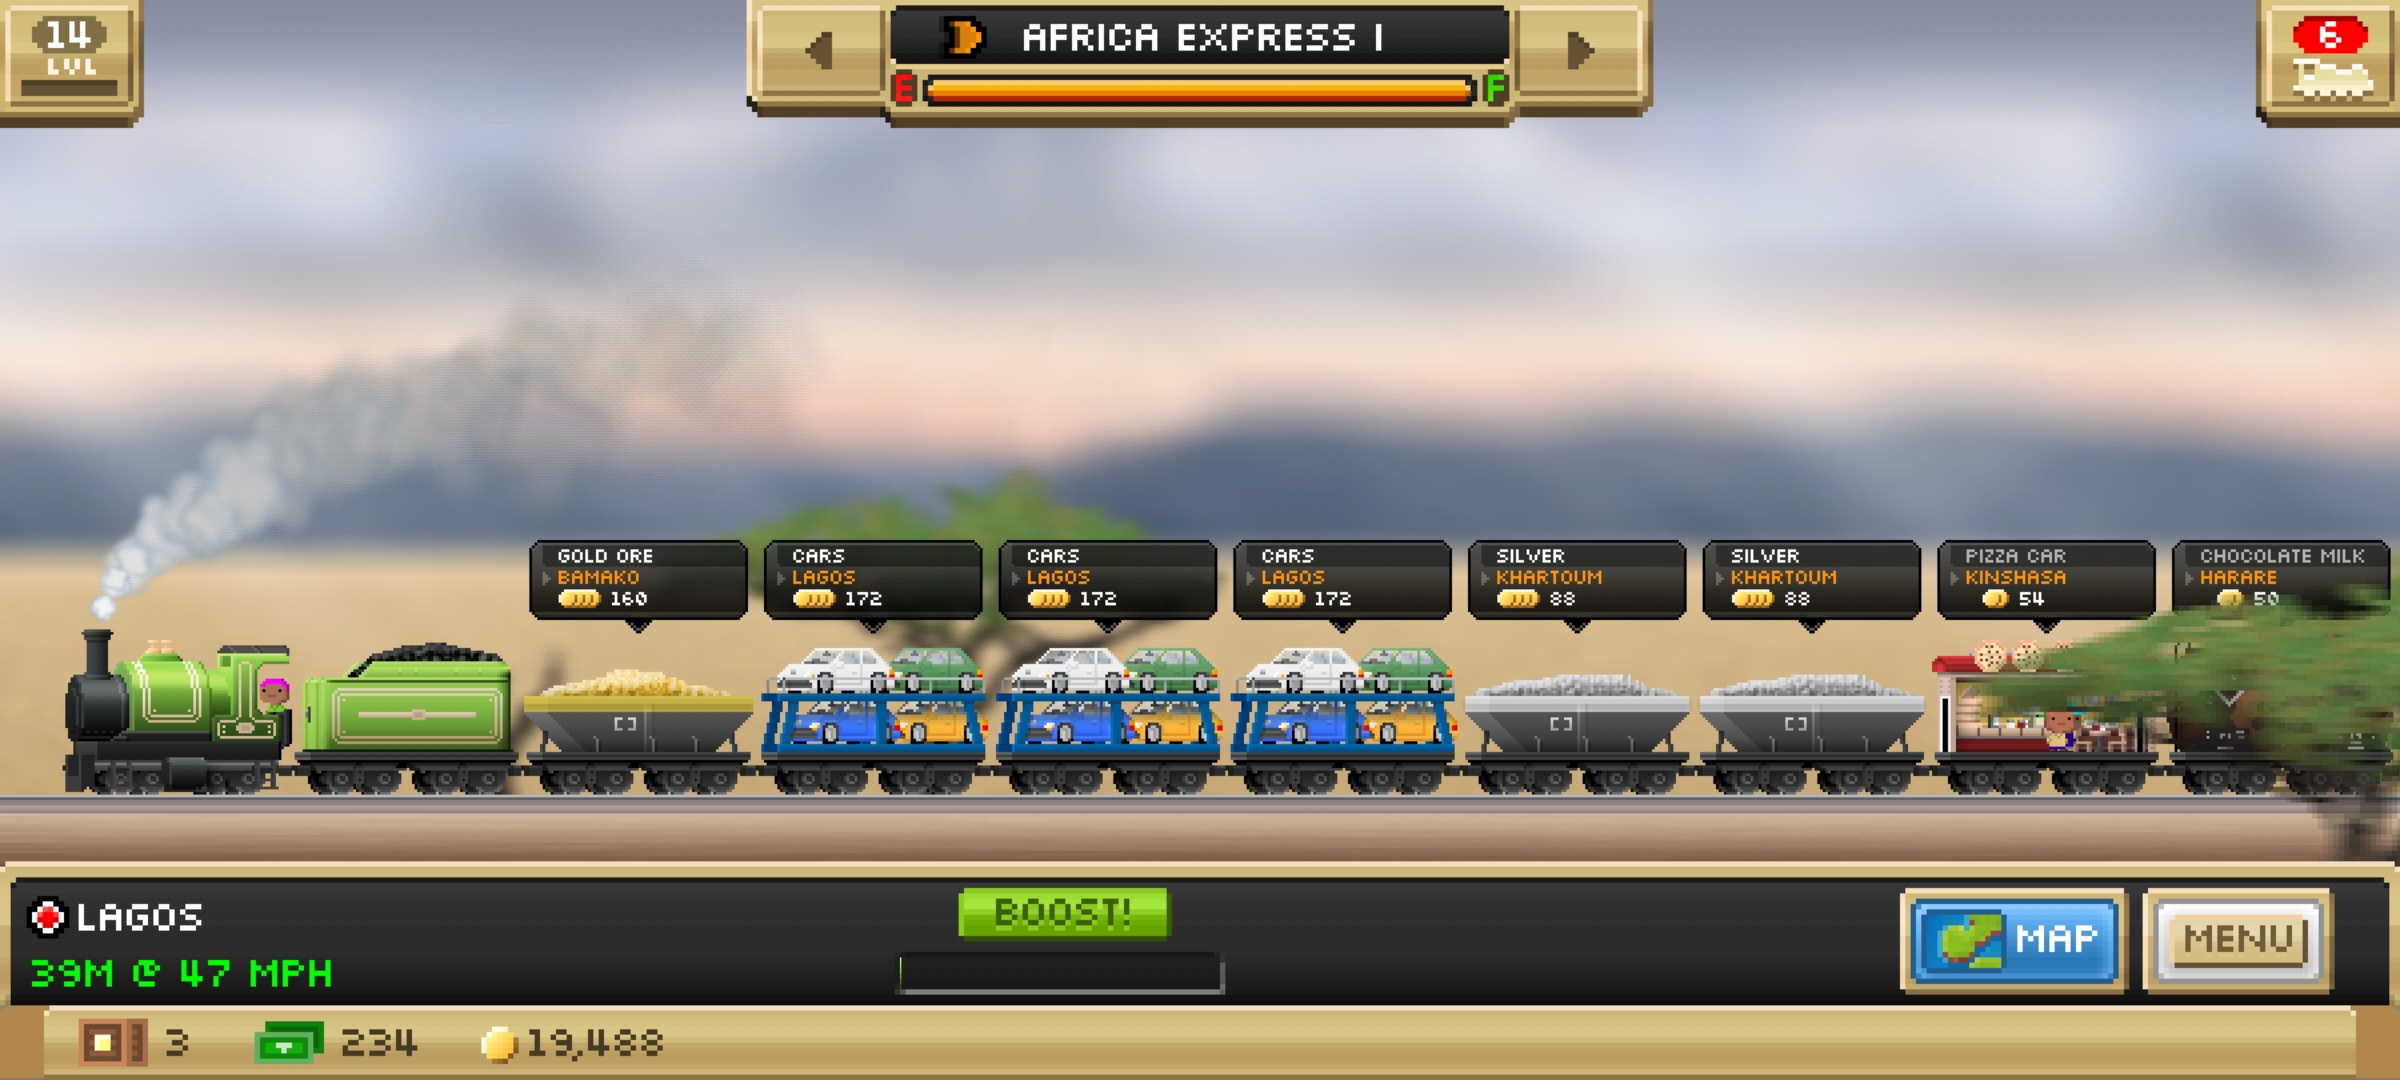 14
LVL
AFRICA EXPRESS I
E F
6
GOLD ORE
BAMAKO
160
CARS
LAGOS
172
CARS
LAGOS
172
CARS
LAGOS
172
SILVER
KHARTOUM
88
SILVER
KHARTOUM
88
PIZZA CAR
KINSHASA
54
CHOCOLATE MILK
HARARE
50
LAGOS
39M @ 47 MPH
BOOST!
MAP
MENU
3 234 19,488